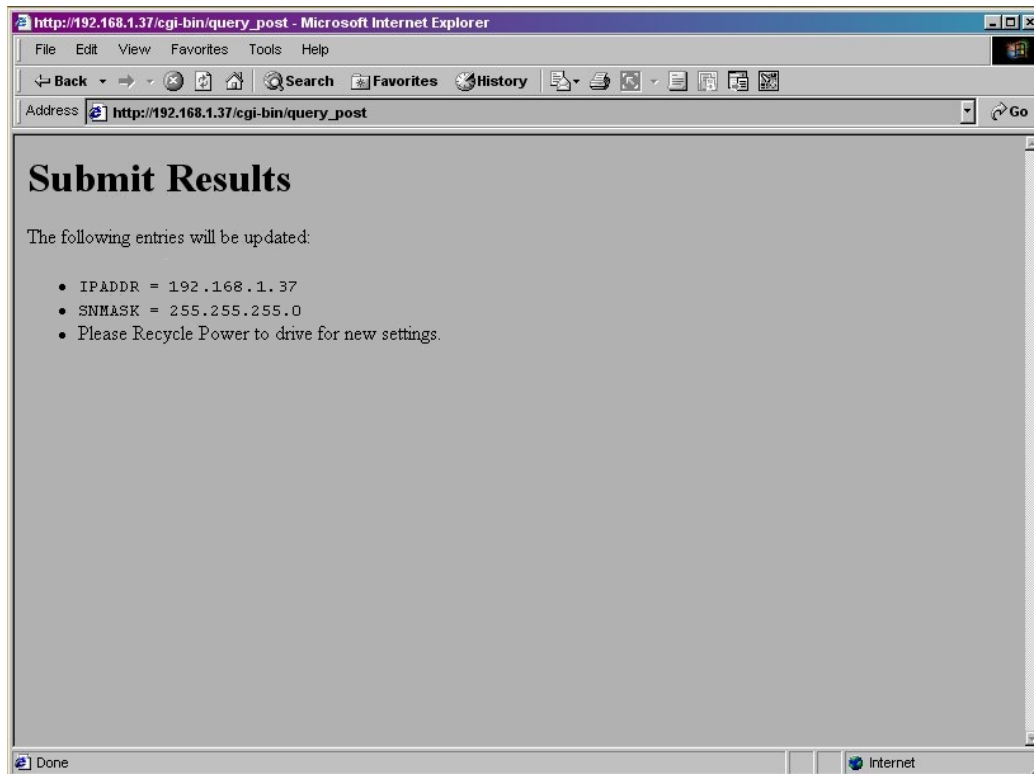 http://192.168.1.37/cgi-bin/query_post - Microsoft Internet Explorer
File Edit View Favorites Tools Help
Back Search Favorites History
Address http://192.168.1.37/cgi-bin/query_post Go
Submit Results
The following entries will be updated:
• IPADDR = 192.168.1.37
• SNMASK = 255.255.255.0
• Please Recycle Power to drive for new settings.
Done Internet